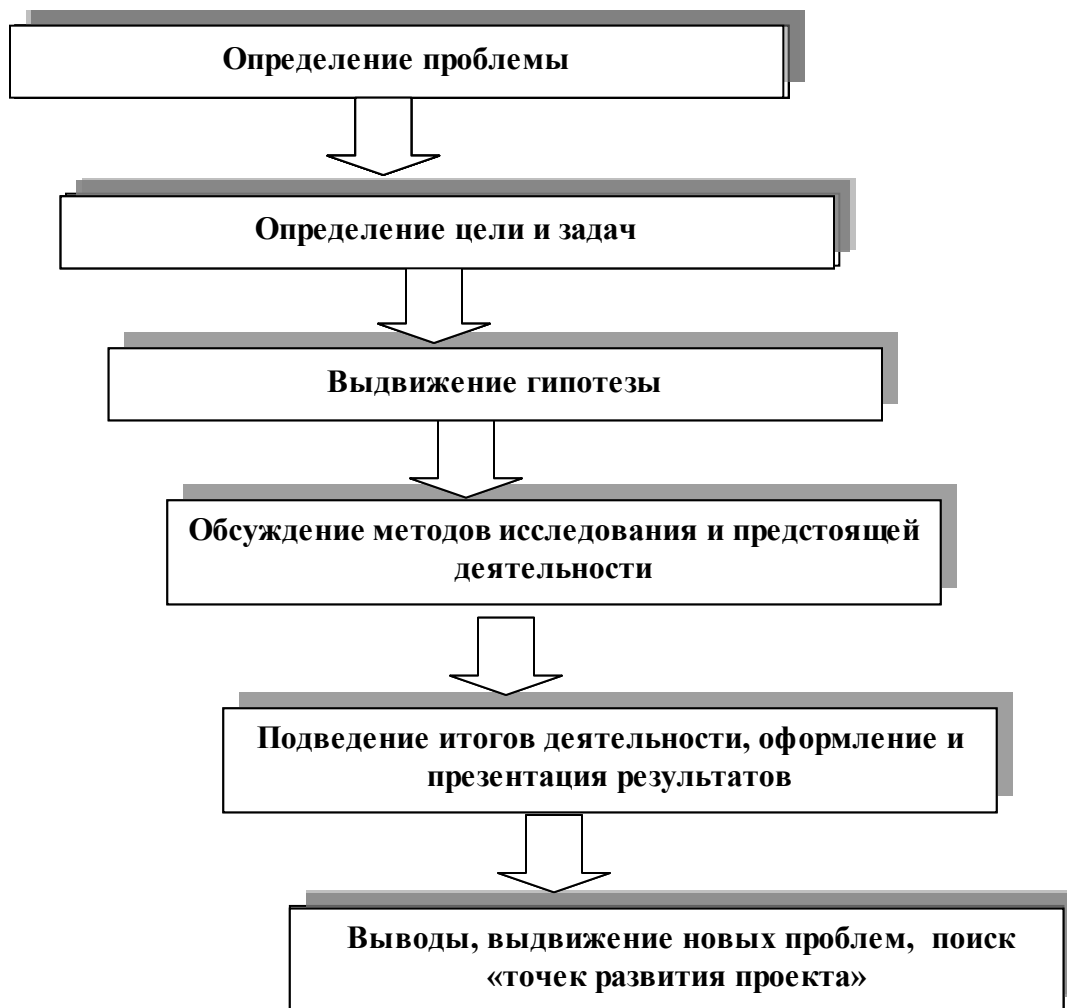 Определение проблемы
Определение цели и задач
Выдвижение гипотезы
Обсуждение методов исследования и предстоящей
деятельности
Подведение итогов деятельности, оформление и
презентация результатов
Выводы, выдвижение новых проблем, поиск
«точек развития проекта»